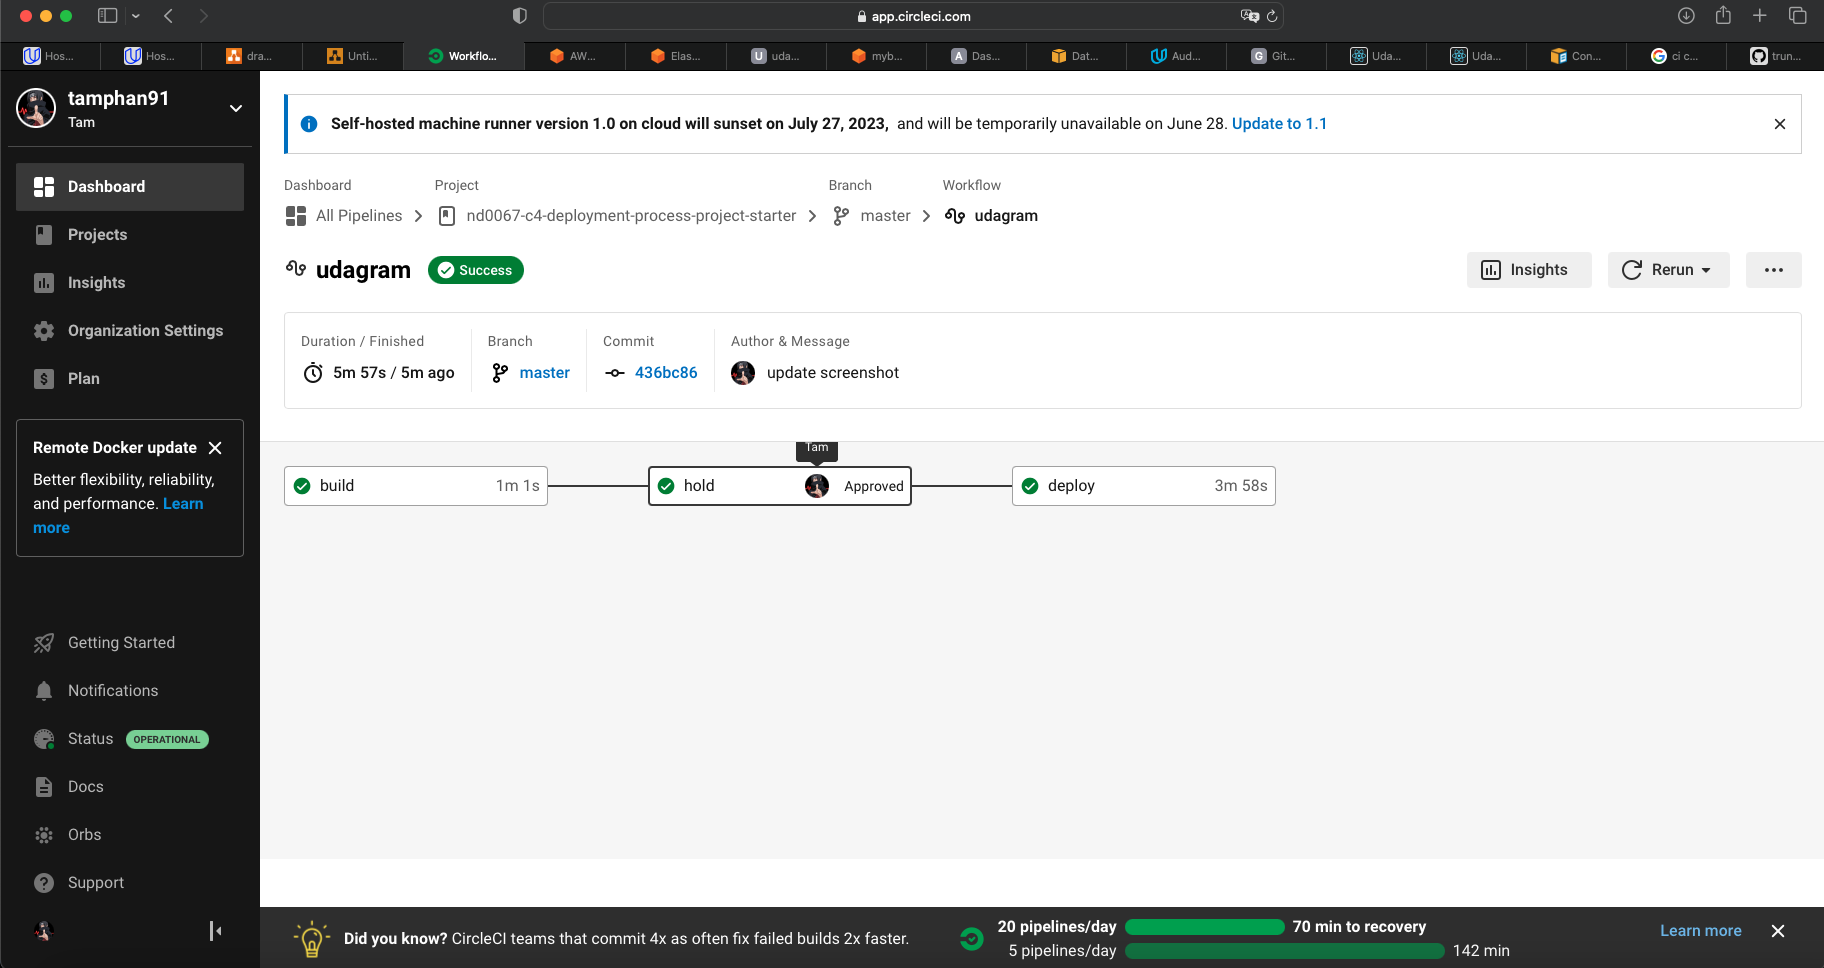 app.circleci.com
Hos...
Hos...
dra...
Unti...
Workflo...
AW...
Elas...
U
uda...
myb...
A
Das...
Dat...
Aud...
G
Git...
Uda...
Uda...
Con...
ci c...
trun...
tamphan91
Tam
Dashboard
Projects
Insights
Organization Settings
Plan
Remote Docker update
Better flexibility, reliability,
and performance. Learn
more
Getting Started
Notifications
Status OPERATIONAL
Docs
Orbs
Support
Self-hosted machine runner version 1.0 on cloud will sunset on July 27, 2023, and will be temporarily unavailable on June 28. Update to 1.1
Dashboard
Project
Branch
Workflow
All Pipelines
nd0067-c4-deployment-process-project-starter
master
udagram
udagram
Success
Insights
Rerun
Duration / Finished
5m 57s / 5m ago
Branch
master
Commit
436bc86
Author & Message
update screenshot
Tam
build 1m 1s
hold Approved
deploy 3m 58s
Did you know? CircleCI teams that commit 4x as often fix failed builds 2x faster.
20 pipelines/day 70 min to recovery
5 pipelines/day 142 min
Learn more